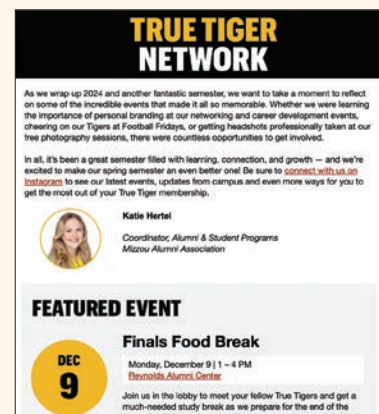 TRUE TIGER
NETWORK
As we wrap up 2024 and another fantastic semester, we want to take a moment to reflect
on some of the incredible events that made it all so memorable. Whether we were learning
the importance of personal branding at our networking and career development events,
cheering on our Tigers at Football Fridays, or getting headshots professionally taken at our
free photography sessions, there were countless opportunities to get involved.
In all, it's been a great semester filled with learning, connection, and growth — and we're
excited to make our spring semester an even better one! Be sure to connect with us on
Instagram to see our latest events, updates from campus and even more ways for you to
get the most out of your True Tiger membership.
Katie Hertel
Coordinator, Alumni & Student Programs
Mizzou Alumni Association
FEATURED EVENT
DEC
9
Finals Food Break
Monday, December 9 | 1 – 4 PM
Reynolds Alumni Center
Join us in the lobby to meet your fellow True Tigers and get a
much-needed study break as we prepare for the end of the